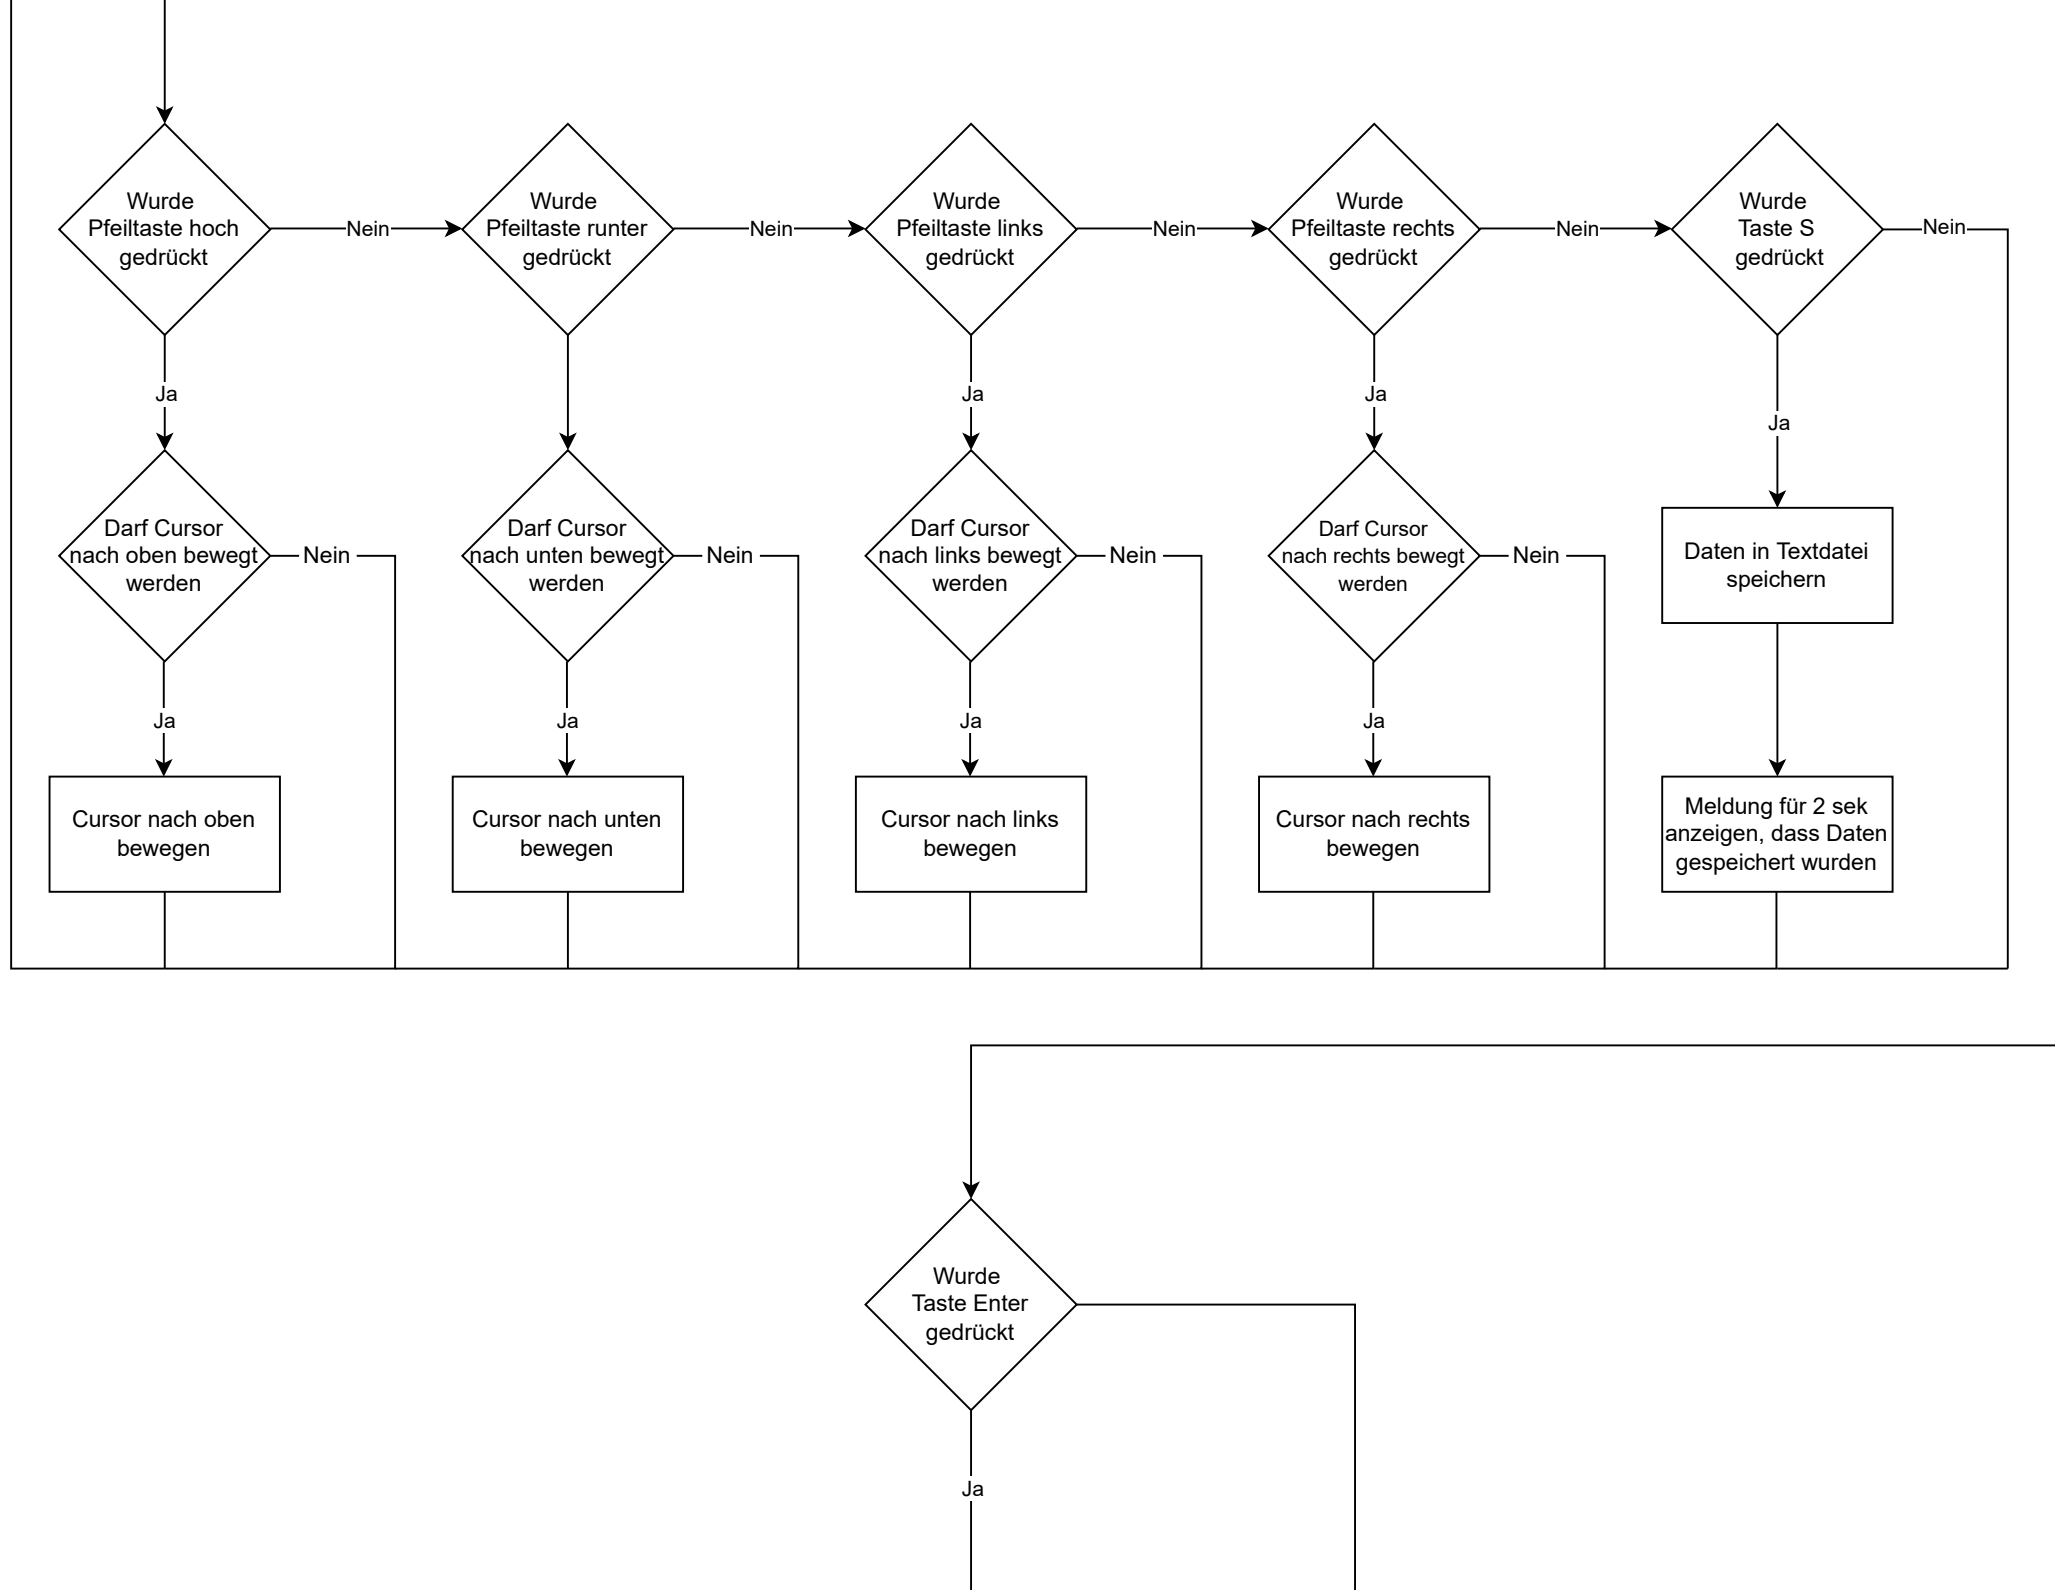 Wurde
Pfeiltaste hoch
gedrückt
Nein
Wurde
Pfeiltaste runter
gedrückt
Nein
Wurde
Pfeiltaste links
gedrückt
Nein
Wurde
Pfeiltaste rechts
gedrückt
Nein
Wurde
Taste S
gedrückt
Nein
Ja
Ja
Ja
Ja
Darf Cursor
nach oben bewegt
werden
Nein
Darf Cursor
nach unten bewegt
werden
Nein
Darf Cursor
nach links bewegt
werden
Nein
Darf Cursor
nach rechts bewegt
werden
Nein
Daten in Textdatei
speichern
Ja
Ja
Ja
Ja
Cursor nach oben
bewegen
Cursor nach unten
bewegen
Cursor nach links
bewegen
Cursor nach rechts
bewegen
Meldung für 2 sek
anzeigen, dass Daten
gespeichert wurden
Wurde
Taste Enter
gedrückt
Ja